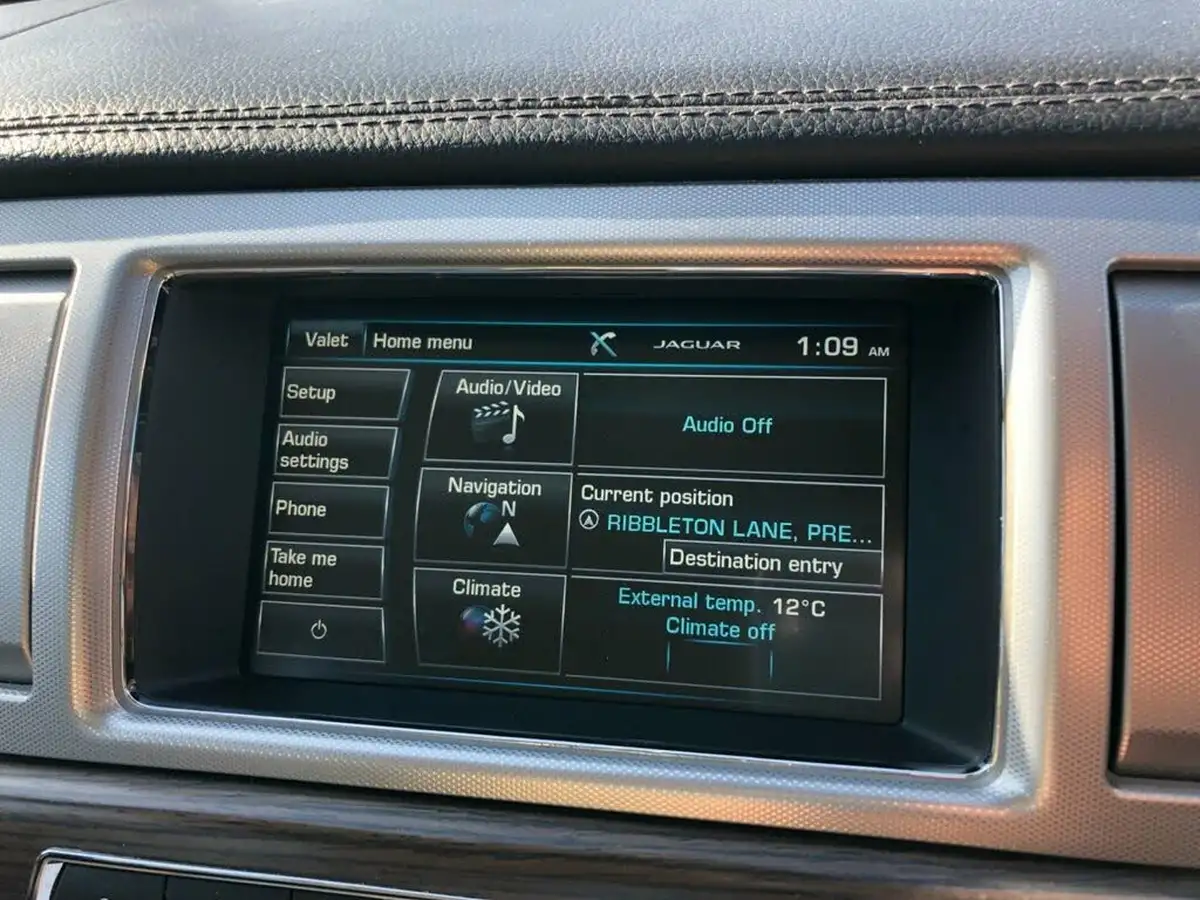 Valet
Home menu
JAGUAR
1:09 AM
Setup
Audio
settings
Phone
Take me
home
Audio/Video
Audio Off
Navigation
N
Current position
RIBBLETON LANE, PRE...
Destination entry
Climate
External temp. 12°C
Climate off